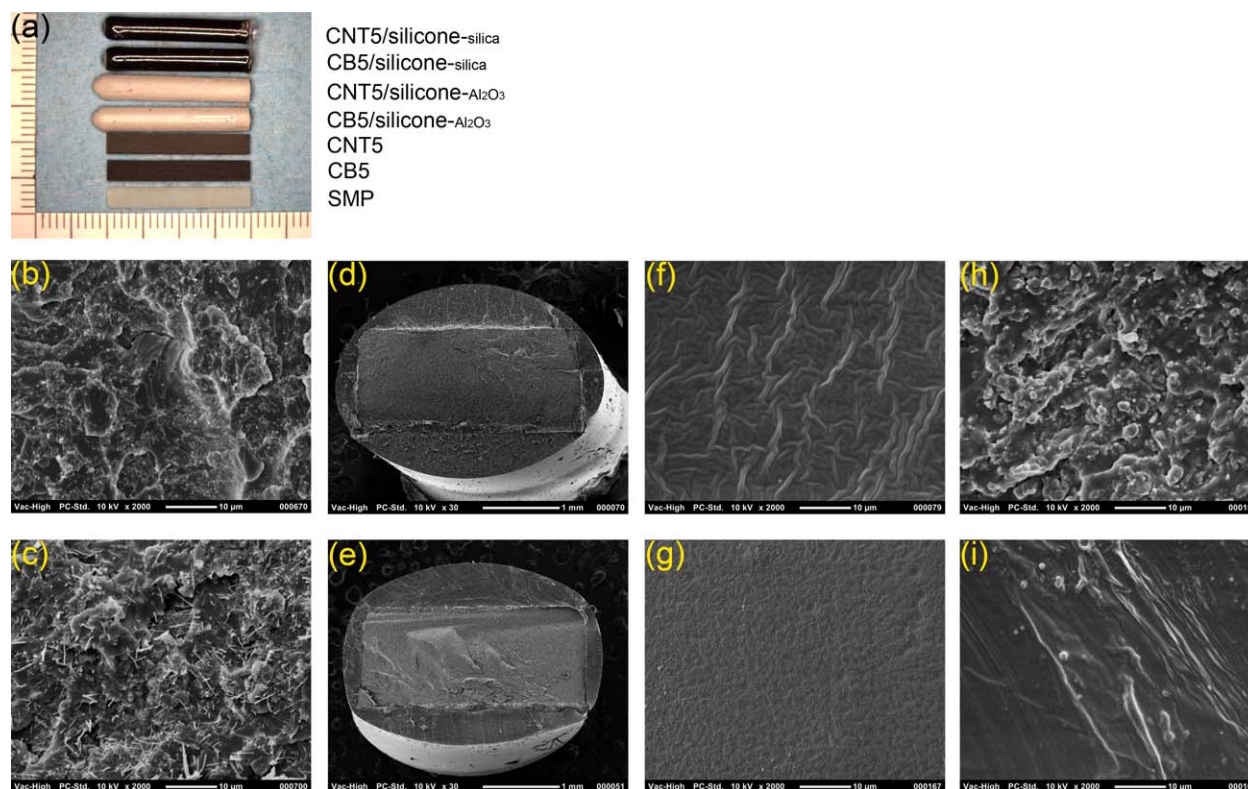 (a)
CNT5/silicone-silica
CB5/silicone-silica
CNT5/silicone-Al₂O₃
CB5/silicone-Al₂O₃
CNT5
CB5
SMP
(b) (d) (f) (h)
Vac-High PC-Std. 10 kV x 2000 10 µm 000670
Vac-High PC-Std. 10 kV x 30 1 mm 000070
Vac-High PC-Std. 10 kV x 2000 10 µm 000079
Vac-High PC-Std. 10 kV x 2000 10 µm
(c) (e) (g) (i)
Vac-High PC-Std. 10 kV x 2000 10 µm 000700
Vac-High PC-Std. 10 kV x 30 1 mm 000051
Vac-High PC-Std. 10 kV x 2000 10 µm 000167
Vac-High PC-Std. 10 kV x 2000 10 µm